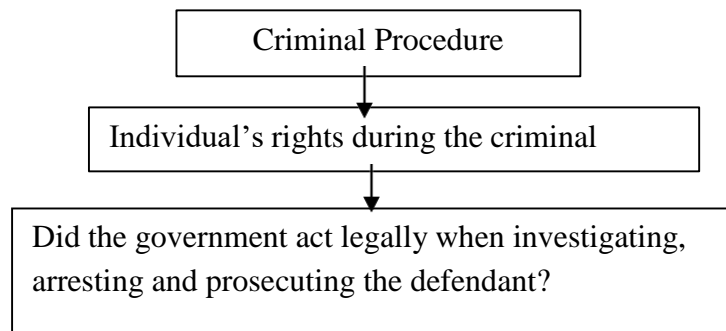 Criminal Procedure
Individual’s rights during the criminal
Did the government act legally when investigating,
arresting and prosecuting the defendant?